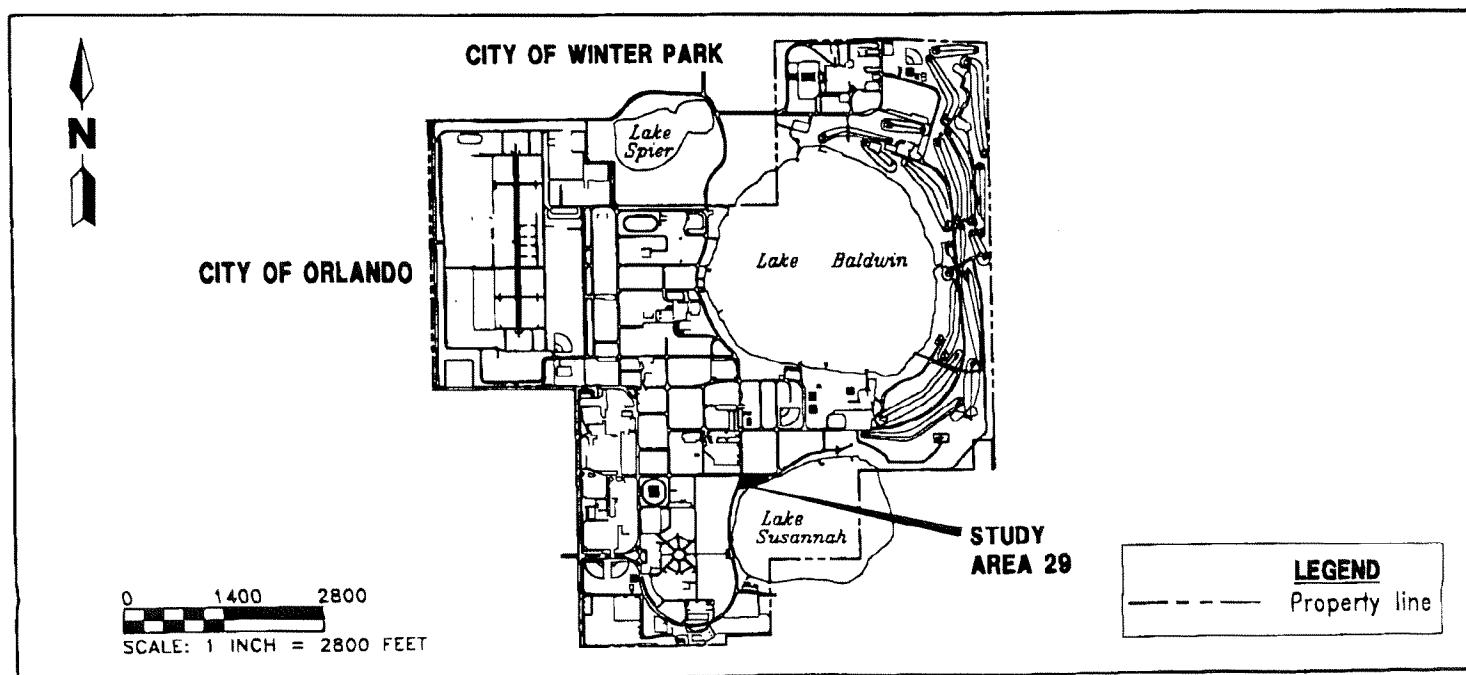 CITY OF WINTER PARK
N
Lake
Spier
CITY OF ORLANDO
Lake Baldwin
Lake
Susannah
STUDY
AREA 29
0 1400 2800
SCALE: 1 INCH = 2800 FEET
LEGEND
Property line